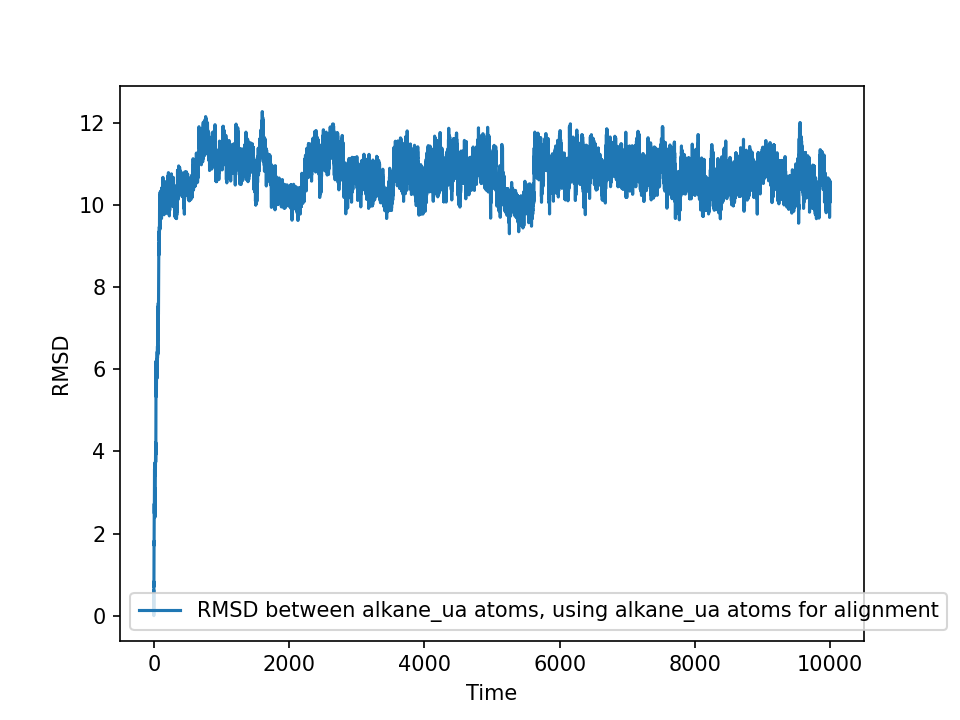 12
10
8
6
4
2
0
RMSD
RMSD between alkane_ua atoms, using alkane_ua atoms for alignment
0 2000 4000 6000 8000 10000
Time